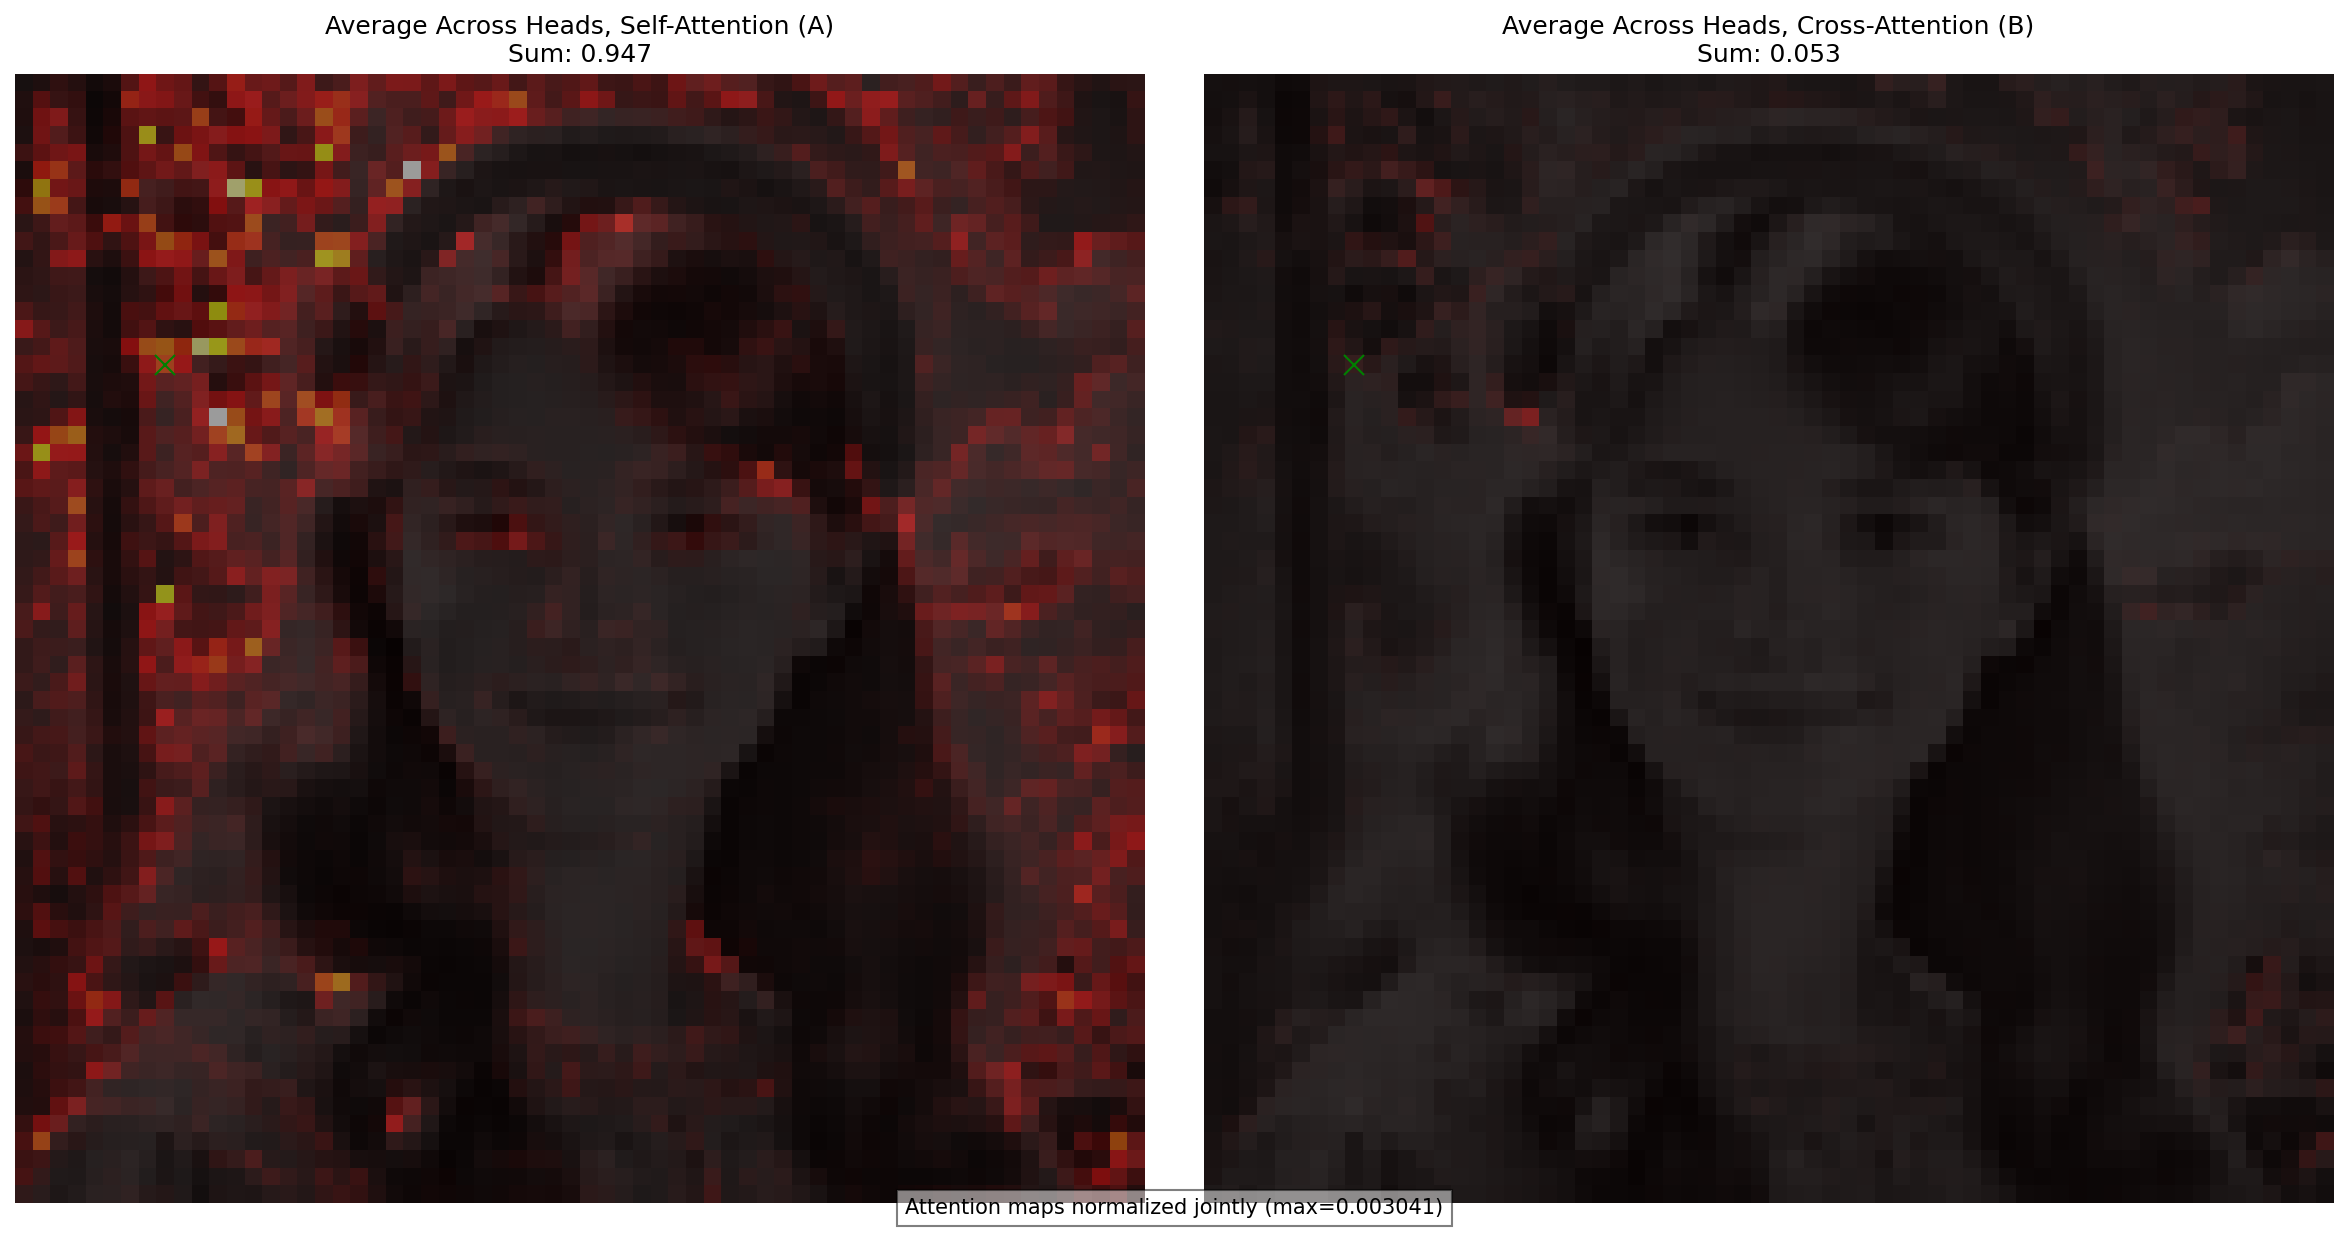 Average Across Heads, Self-Attention (A)
Sum: 0.947
Average Across Heads, Cross-Attention (B)
Sum: 0.053
Attention maps normalized jointly (max=0.003041)